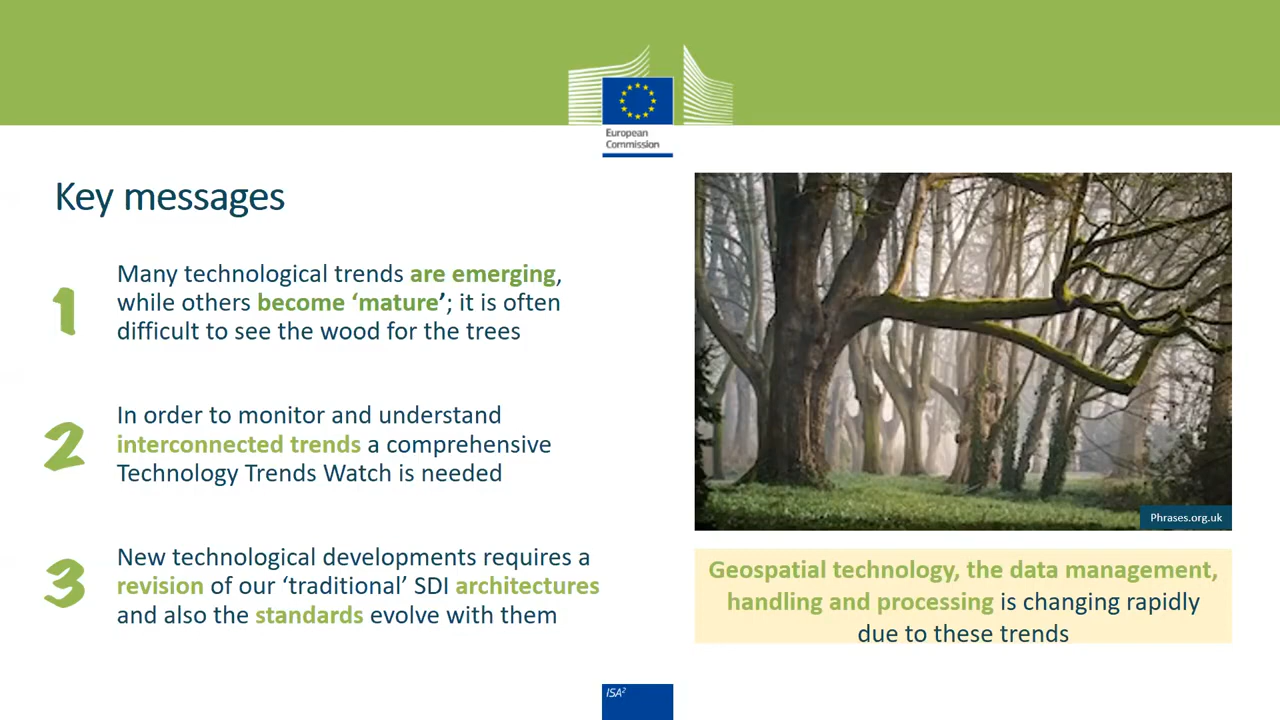 European
Commission
Key messages
1
Many technological trends are emerging,
while others become ‘mature’; it is often
difficult to see the wood for the trees
2
In order to monitor and understand
interconnected trends a comprehensive
Technology Trends Watch is needed
3
New technological developments requires a
revision of our ‘traditional’ SDI architectures
and also the standards evolve with them
Phrases.org.uk
Geospatial technology, the data management,
handling and processing is changing rapidly
due to these trends
ISA²